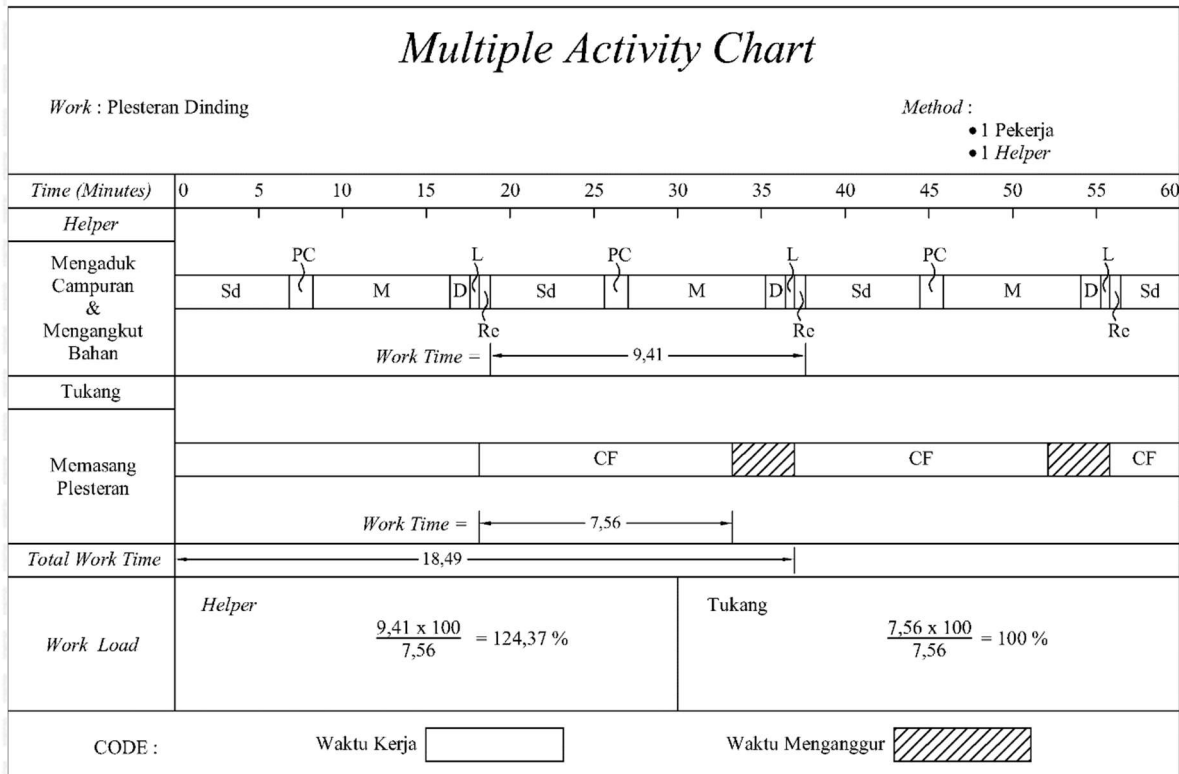 Multiple Activity Chart
Work : Plesteran Dinding
Method :
• 1 Pekerja
• 1 Helper
Time (Minutes) 0 5 10 15 20 25 30 35 40 45 50 55 60
Helper
Mengaduk
Campuran
&
Mengangkut
Bahan
PC L PC L PC L
Sd M D Sd M D Sd M D Sd
Re Re Re
Work Time = 9,41
Tukang
Memasang
Plesteran
CF CF CF
Work Time = 7,56
Total Work Time 18,49
Work Load
Helper
9,41 x 100
7,56
= 124,37 %
Tukang
7,56 x 100
7,56
= 100 %
CODE : Waktu Kerja Waktu Menganggur